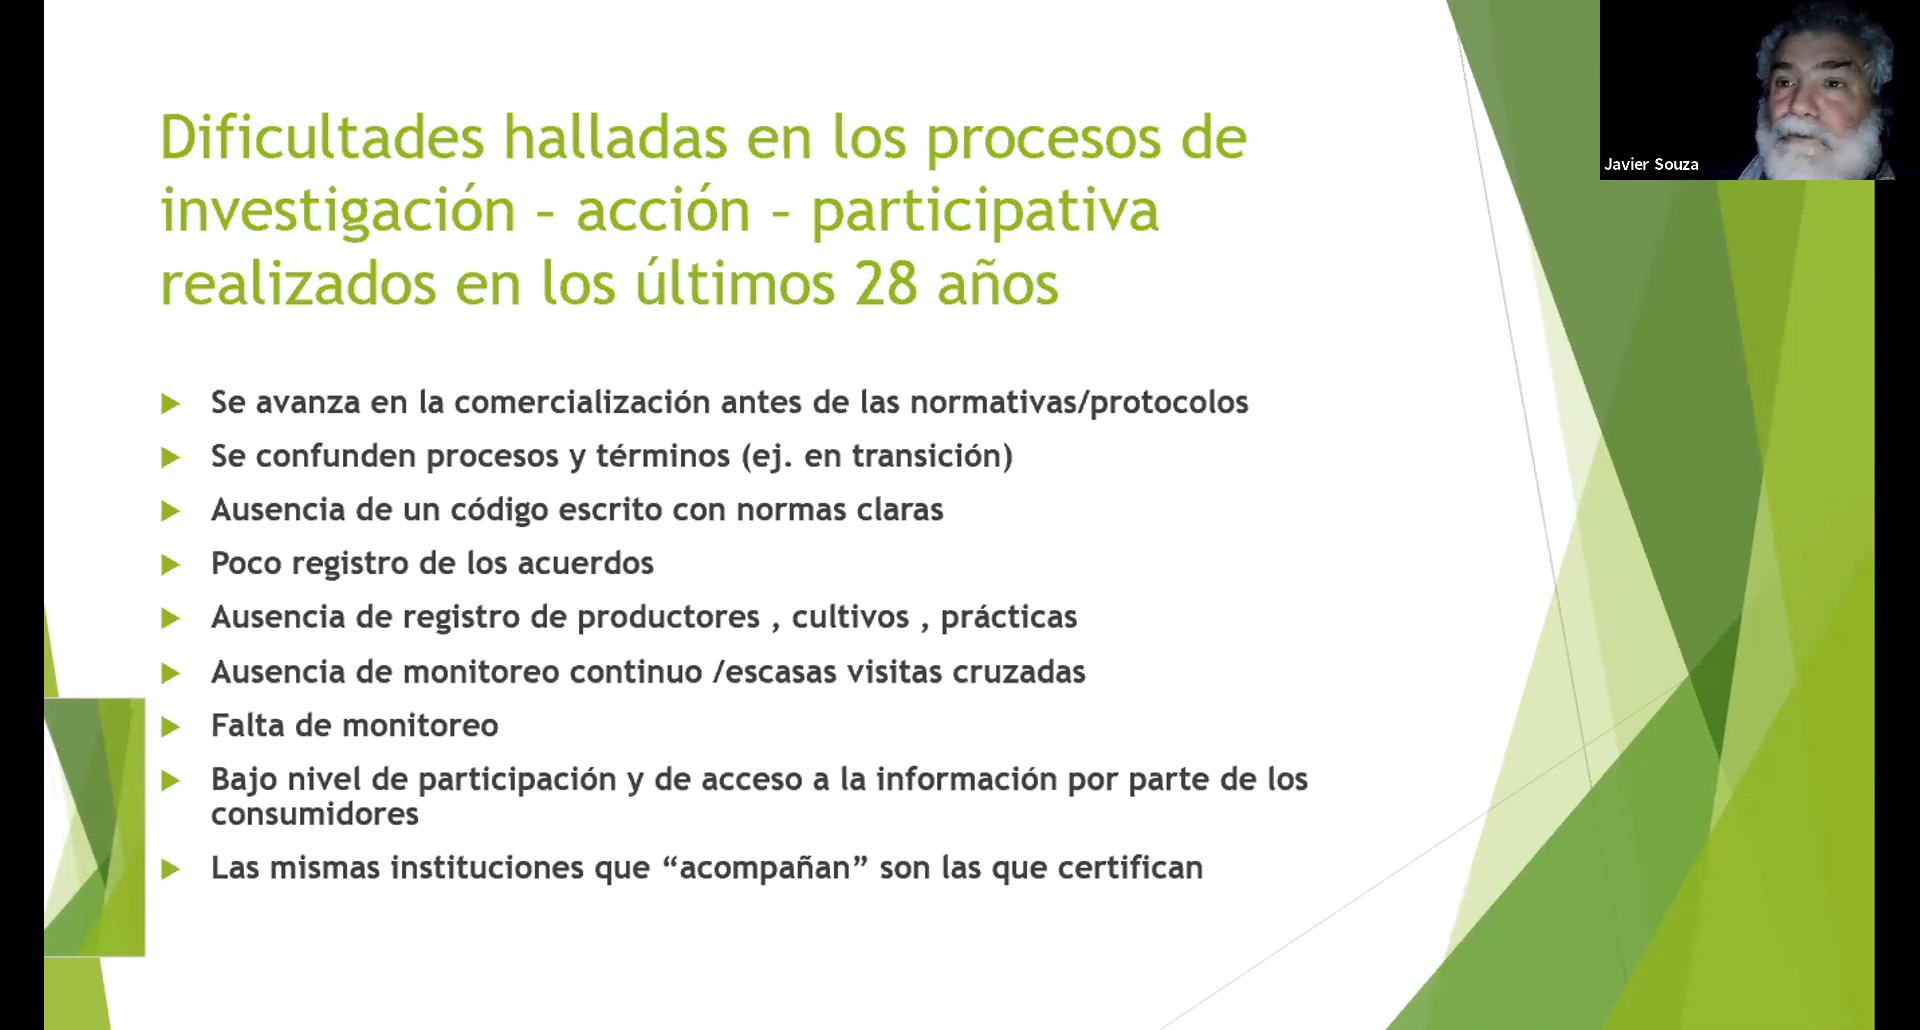 Dificultades halladas en los procesos de
investigación - acción - participativa
realizados en los últimos 28 años
Se avanza en la comercialización antes de las normativas/protocolos
Se confunden procesos y términos (ej. en transición)
Ausencia de un código escrito con normas claras
Poco registro de los acuerdos
Ausencia de registro de productores , cultivos , prácticas
Ausencia de monitoreo continuo /escasas visitas cruzadas
Falta de monitoreo
Bajo nivel de participación y de acceso a la información por parte de los
consumidores
Las mismas instituciones que “acompañan” son las que certifican
Javier Souza